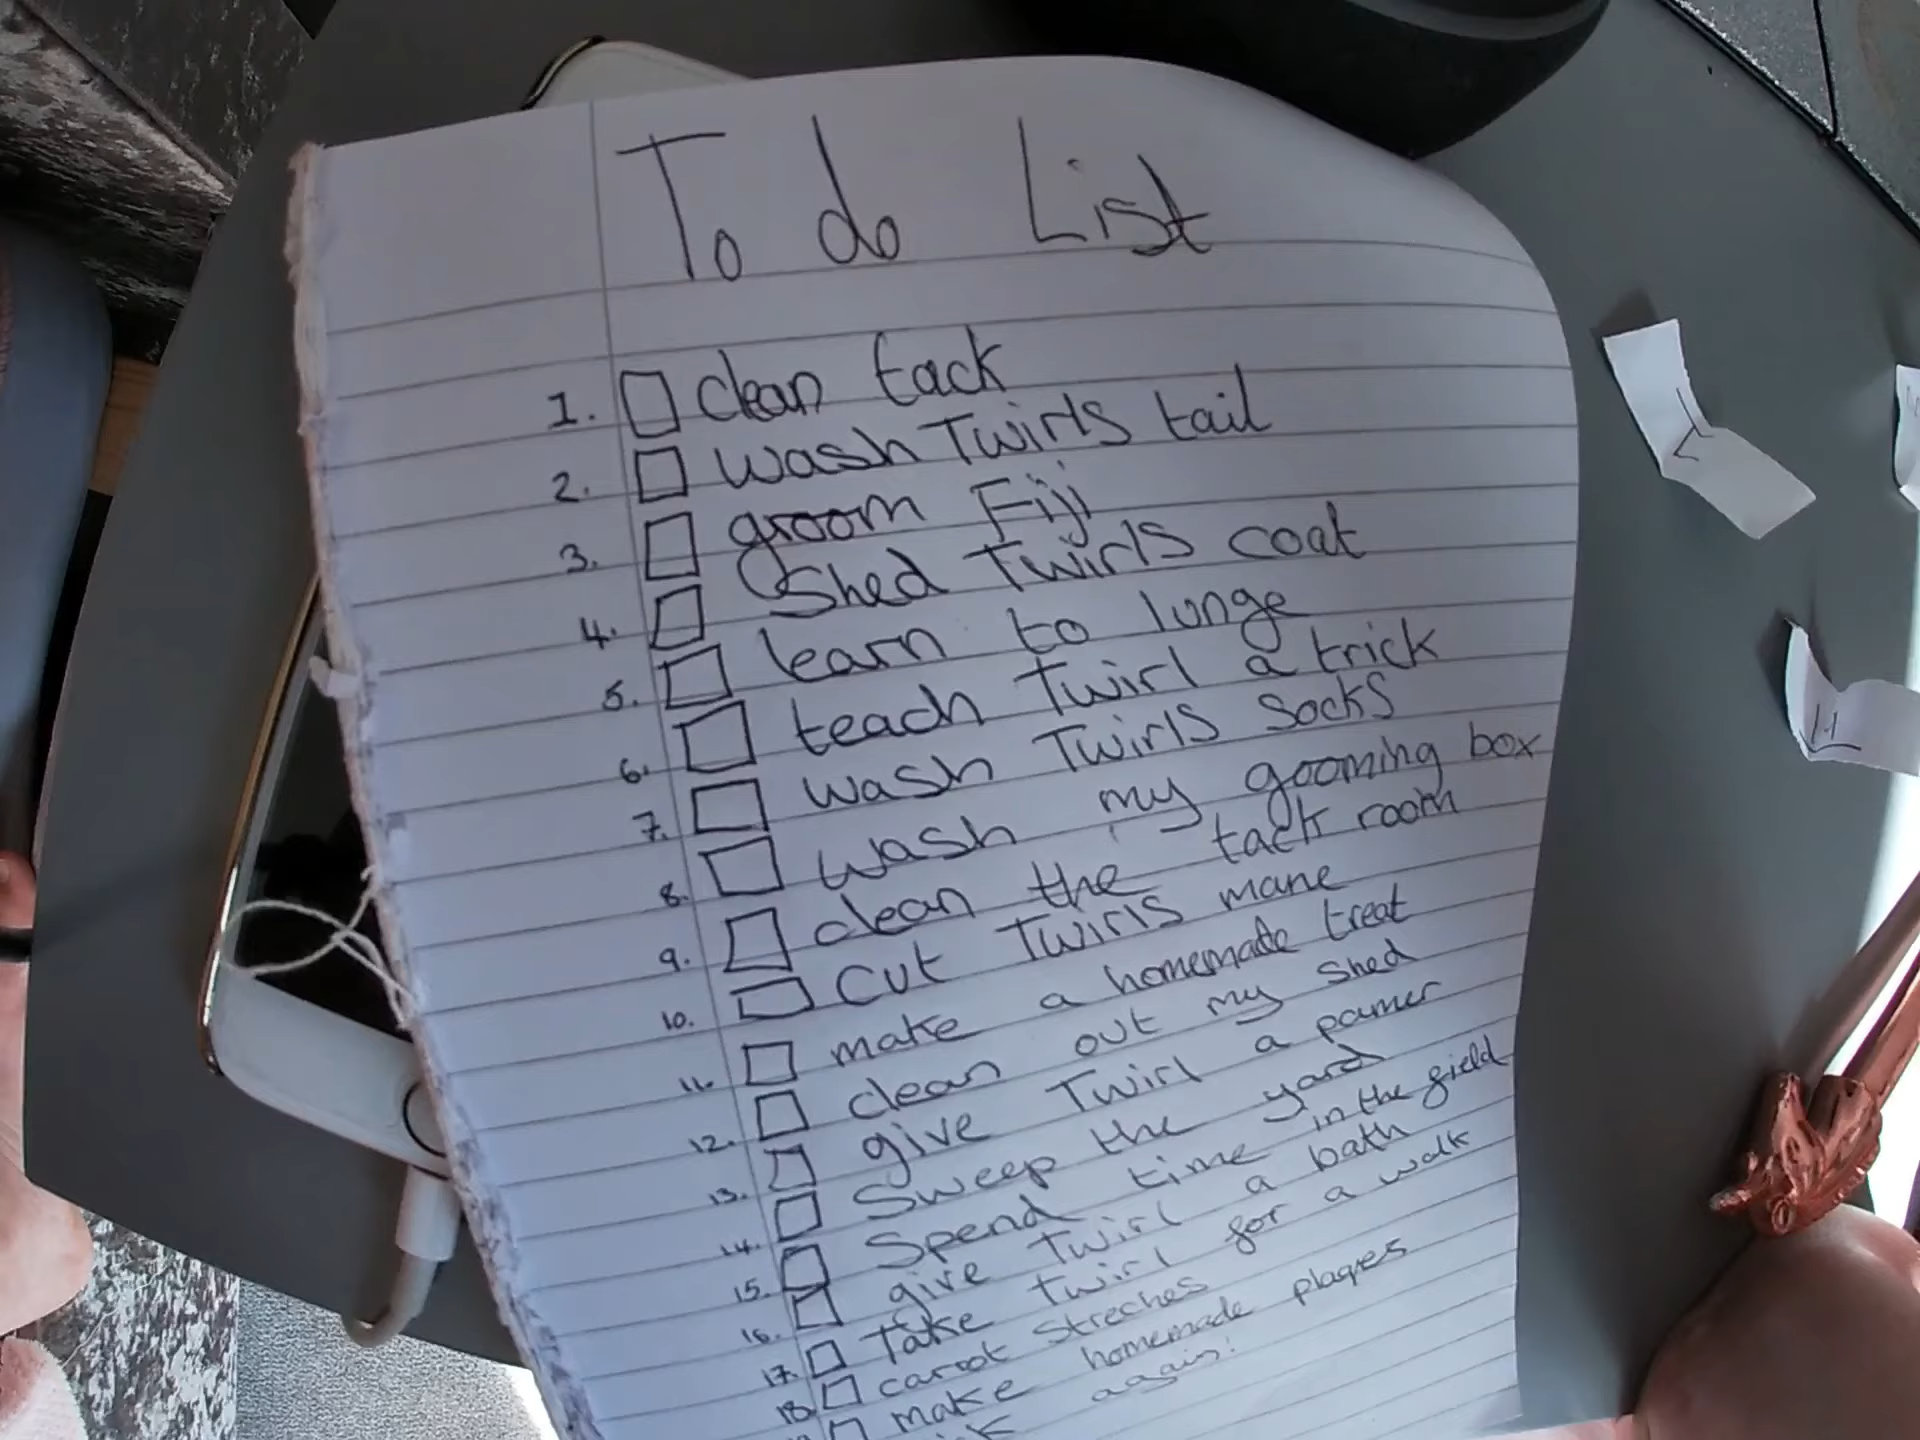 To do List
1. clean tack
2. wash Twirls tail
3. groom Fiji
4. Shed Twirls coat
5. learn to lunge
6. teach Twirl a trick
7. wash Twirls socks
8. wash my gooming box
9. clean the tack room
10. cut Twirls mane
11. make a homemade treat
12. clean out my shed
13. give Twirl a pamer
14. Sweep the yard
15. Spend time in the field
16. give Twirl a bath
17. Take Twirl for a walk
18. carrot streches
make homemade plaques
again!